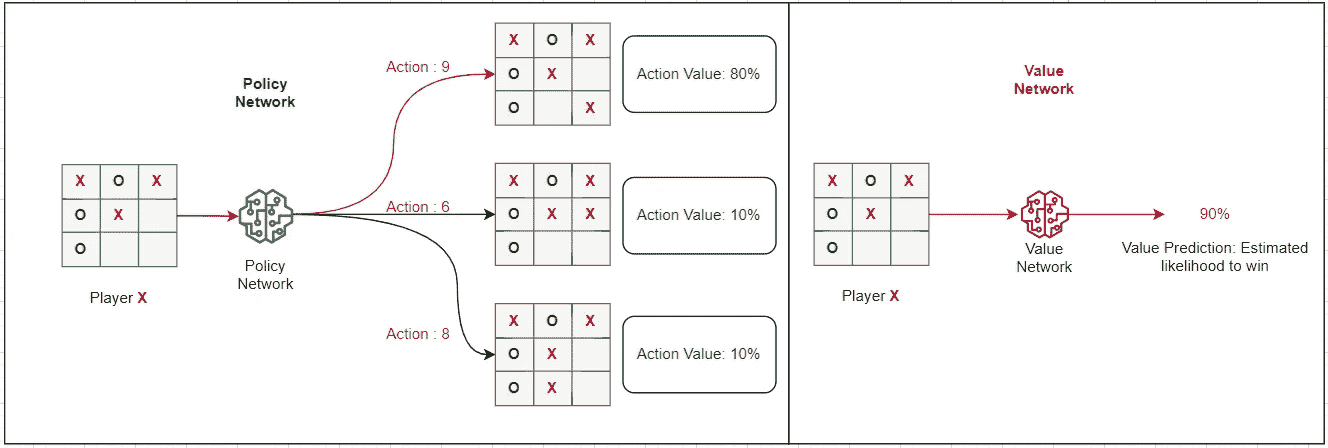 Policy
Network
X O X
O X
O
Player X
Policy
Network
Action : 9
X O X
O X
O X
Action Value: 80%
Action : 6
X O X
O X X
O
Action Value: 10%
Action : 8
X O X
O X
O X
Action Value: 10%
Value
Network
X O X
O X
O
Player X
Value
Network
90%
Value Prediction: Estimated
likelihood to win